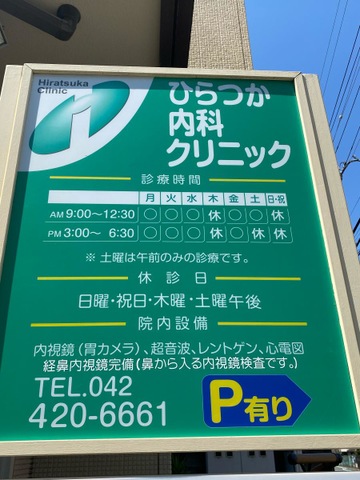 Hiratsuka
Clinic
ひらつか
内科
クリニック
診療時間
月 火 水 木 金 土 日・祝
AM 9:00〜12:30 ○ ○ ○ 休 ○ ○ 休
PM 3:00〜 6:30 ○ ○ ○ 休 ○ 休 休
※ 土曜は午前のみの診療です。
休診日
日曜・祝日・木曜・土曜午後
院内設備
内視鏡（胃カメラ）、超音波、レントゲン、心電図
経鼻内視鏡完備（鼻から入る内視鏡検査です。）
TEL.042
420-6661
P有り